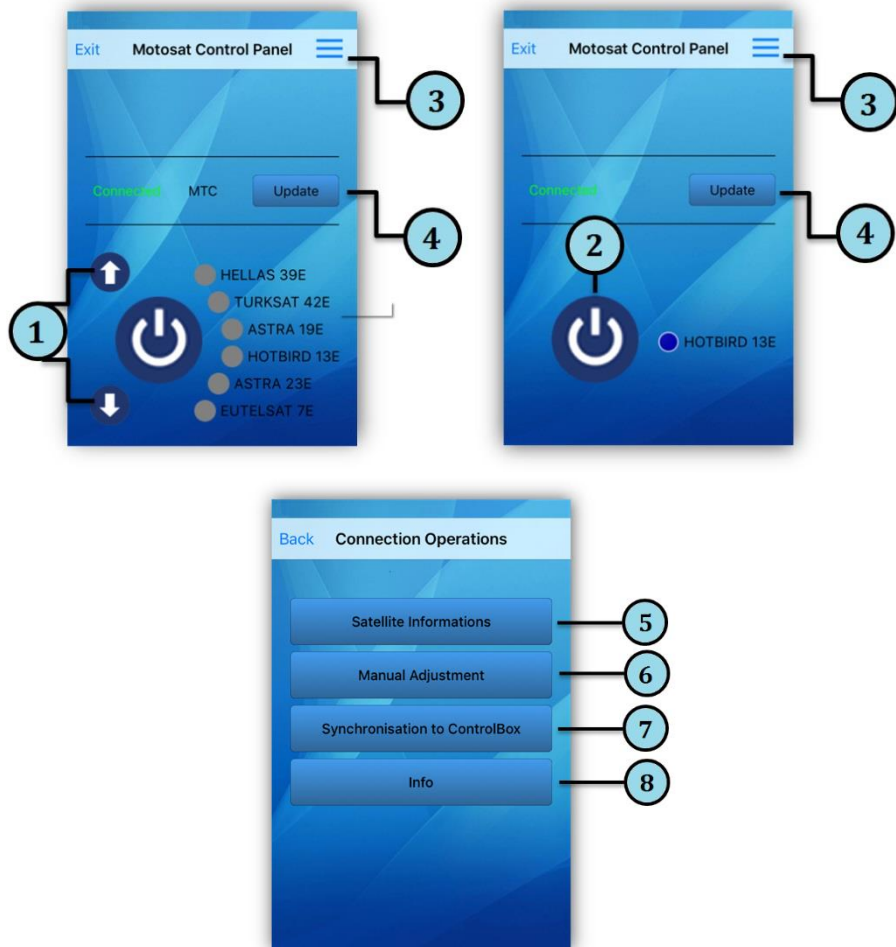 Exit Motosat Control Panel
3
Connected MTC Update
4
1
HELLAS 39E
TURKSAT 42E
ASTRA 19E
HOTBIRD 13E
ASTRA 23E
EUTELSAT 7E
Exit Motosat Control Panel
3
Connected Update
4
2
HOTBIRD 13E
Back Connection Operations
Satellite Informations
5
Manual Adjustment
6
Synchronisation to ControlBox
7
Info
8